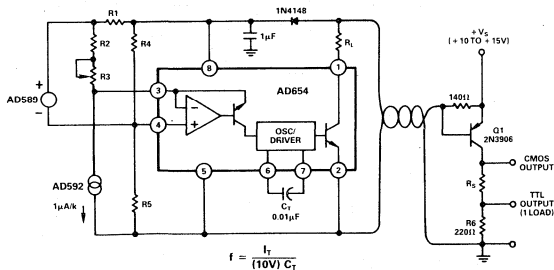 R1
1N4148
+VS
(+10 TO +15V)
R2
R4
1µF
RL
140Ω
+
R3
8
1
3
AD654
Q1
2N3906
AD589
−
4
−
+
OSC/
DRIVER
CMOS
OUTPUT
RS
5
6
7
2
TTL
OUTPUT
(1 LOAD)
AD592
CT
1µA/k
R5
0.01µF
R6
220Ω
f = IT
(10V) CT